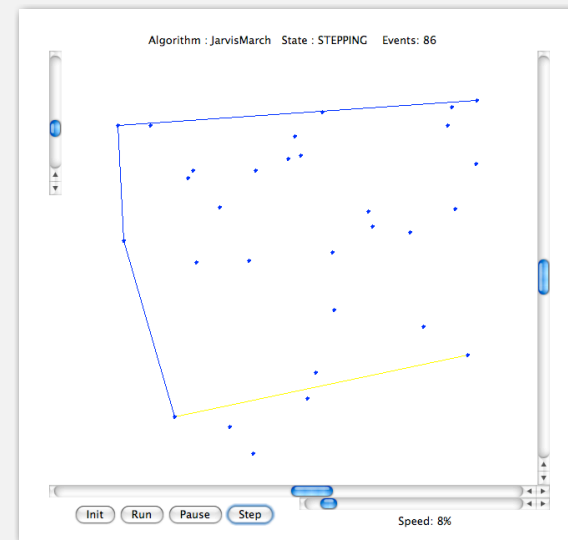 Algorithm : JarvisMarch State : STEPPING Events: 86
Init Run Pause Step
Speed: 8%